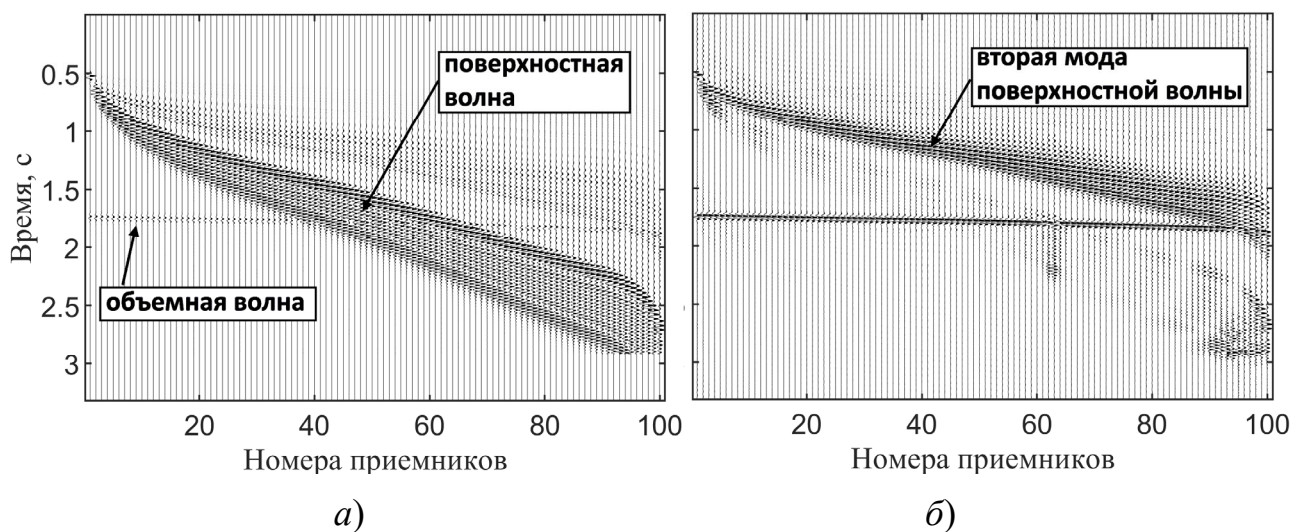 поверхностная
волна
вторая мода
поверхностной волны
0.5
1
1.5
2
2.5
3
Время, с
объемная волна
20 40 60 80 100
20 40 60 80 100
Номера приемников
Номера приемников
а)
б)